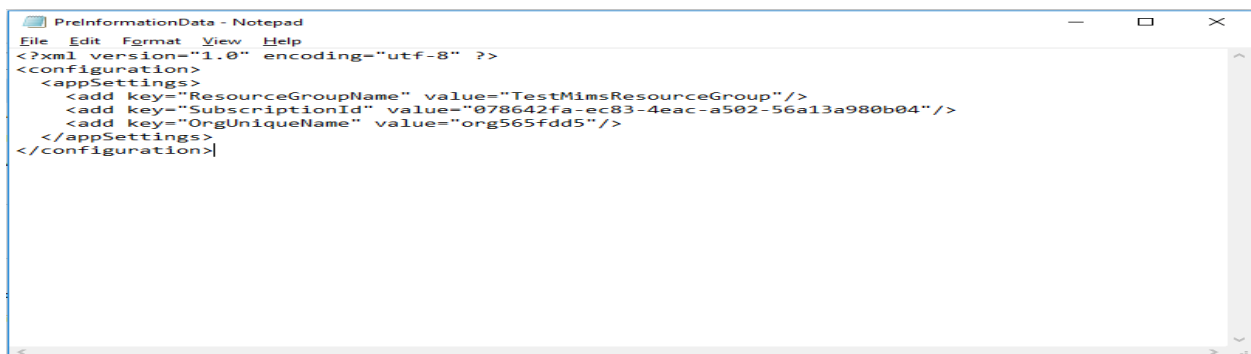 PreInformationData - Notepad
File Edit Format View Help
<?xml version="1.0" encoding="utf-8" ?>
<configuration>
  <appSettings>
    <add key="ResourceGroupName" value="TestMimsResourceGroup"/>
    <add key="SubscriptionId" value="078642fa-ec83-4eac-a502-56a13a980b04"/>
    <add key="OrgUniqueName" value="org565fdd5"/>
  </appSettings>
</configuration>